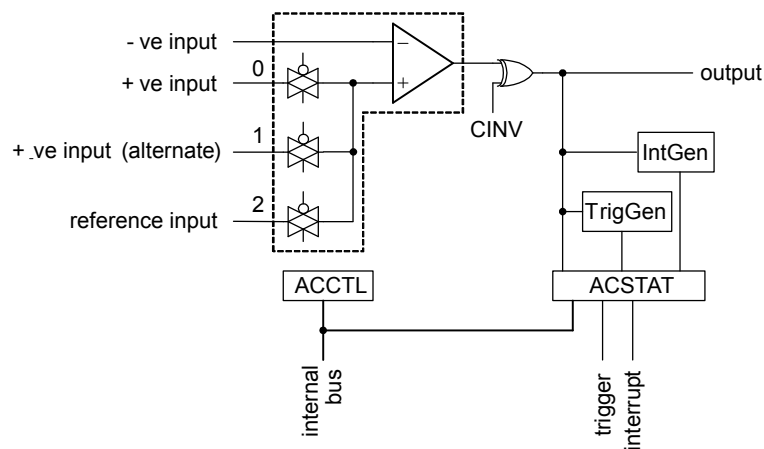 - ve input
0
+ ve input
−
+
output
CINV
1
+ -ve input (alternate)
IntGen
2
reference input
TrigGen
ACCTL
ACSTAT
internal
bus
trigger
interrupt